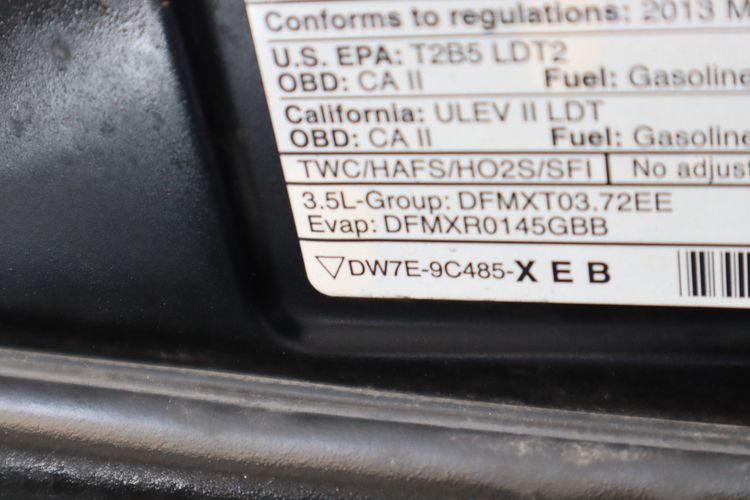 Conforms to regulations: 2013 M
U.S. EPA: T2B5 LDT2
OBD: CA II Fuel: Gasoline
California: ULEV II LDT
OBD: CA II Fuel: Gasoline
TWC/HAFS/HO2S/SFI No adjust
3.5L-Group: DFMXT03.72EE
Evap: DFMXR0145GBB
▽DW7E-9C485-XEB